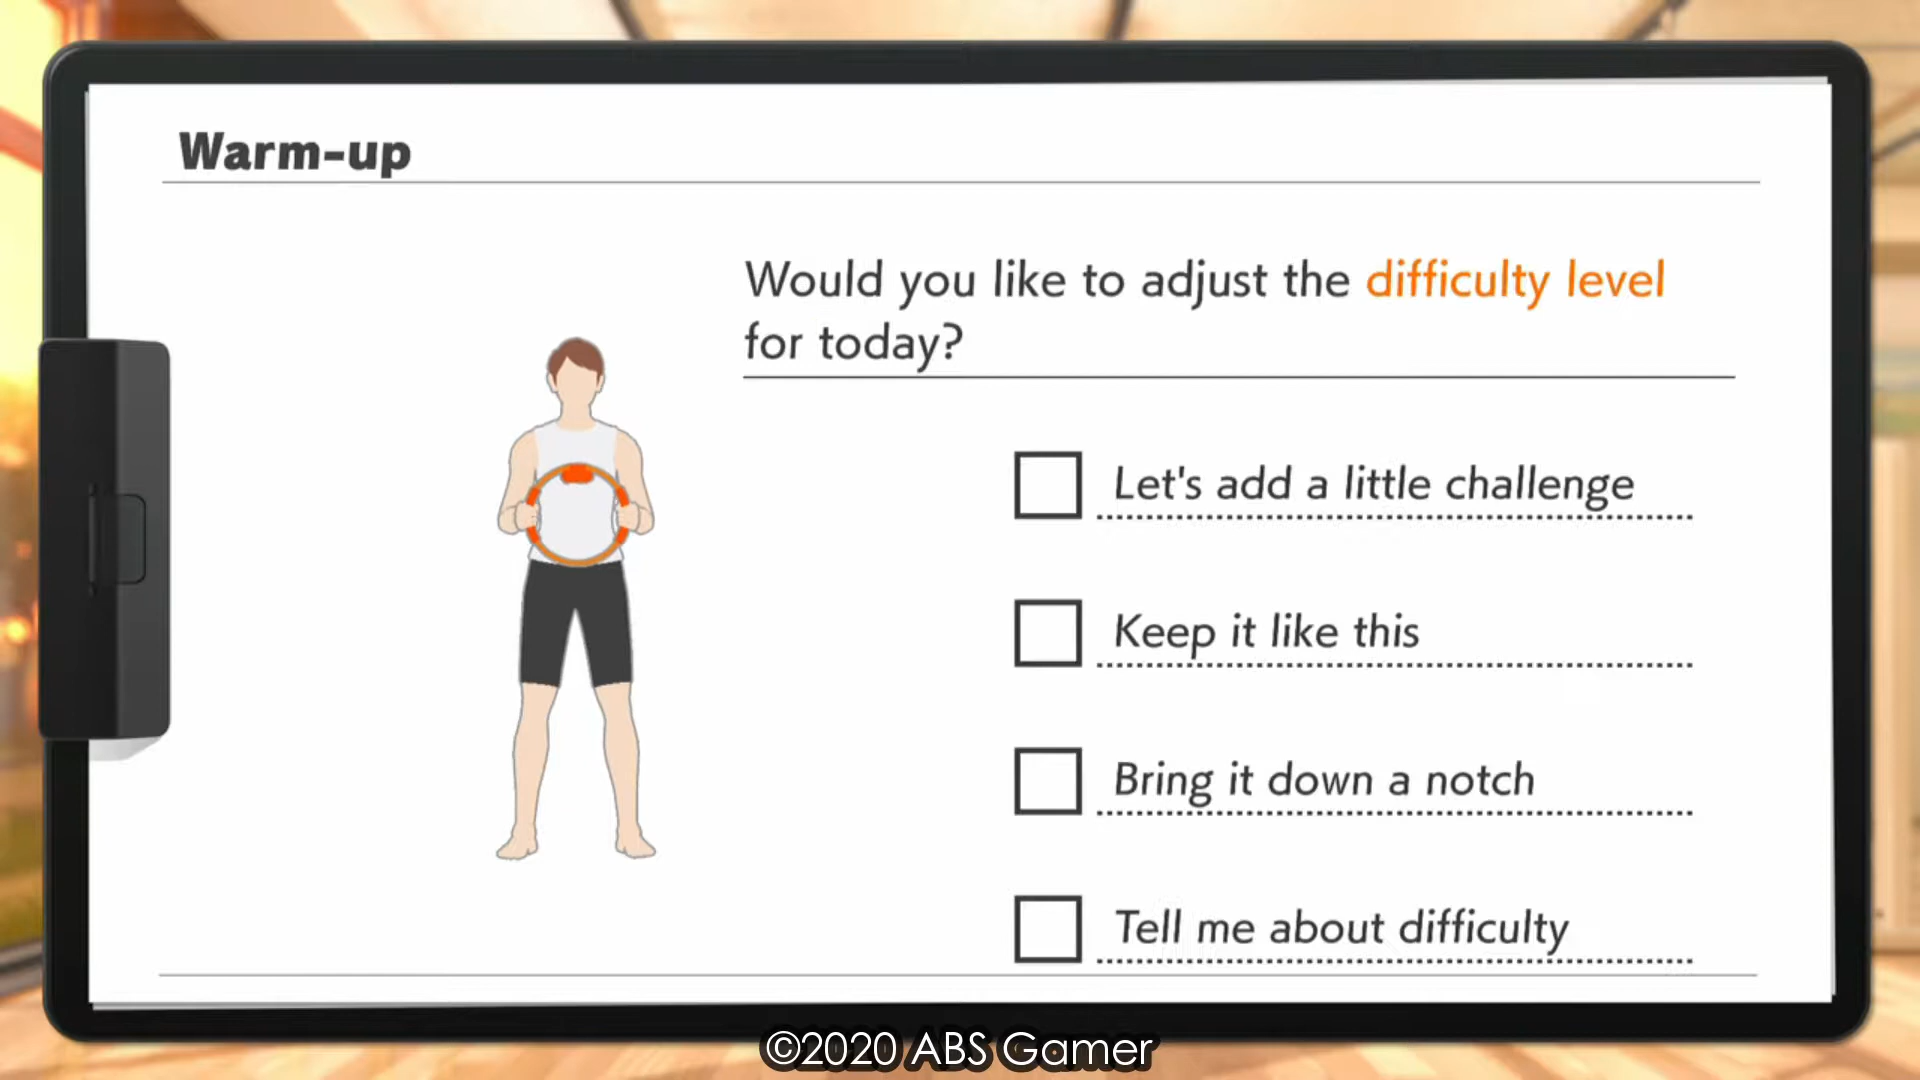 Warm-up
Would you like to adjust the difficulty level
for today?
Let's add a little challenge
Keep it like this
Bring it down a notch
Tell me about difficulty
©2020 ABS Gamer